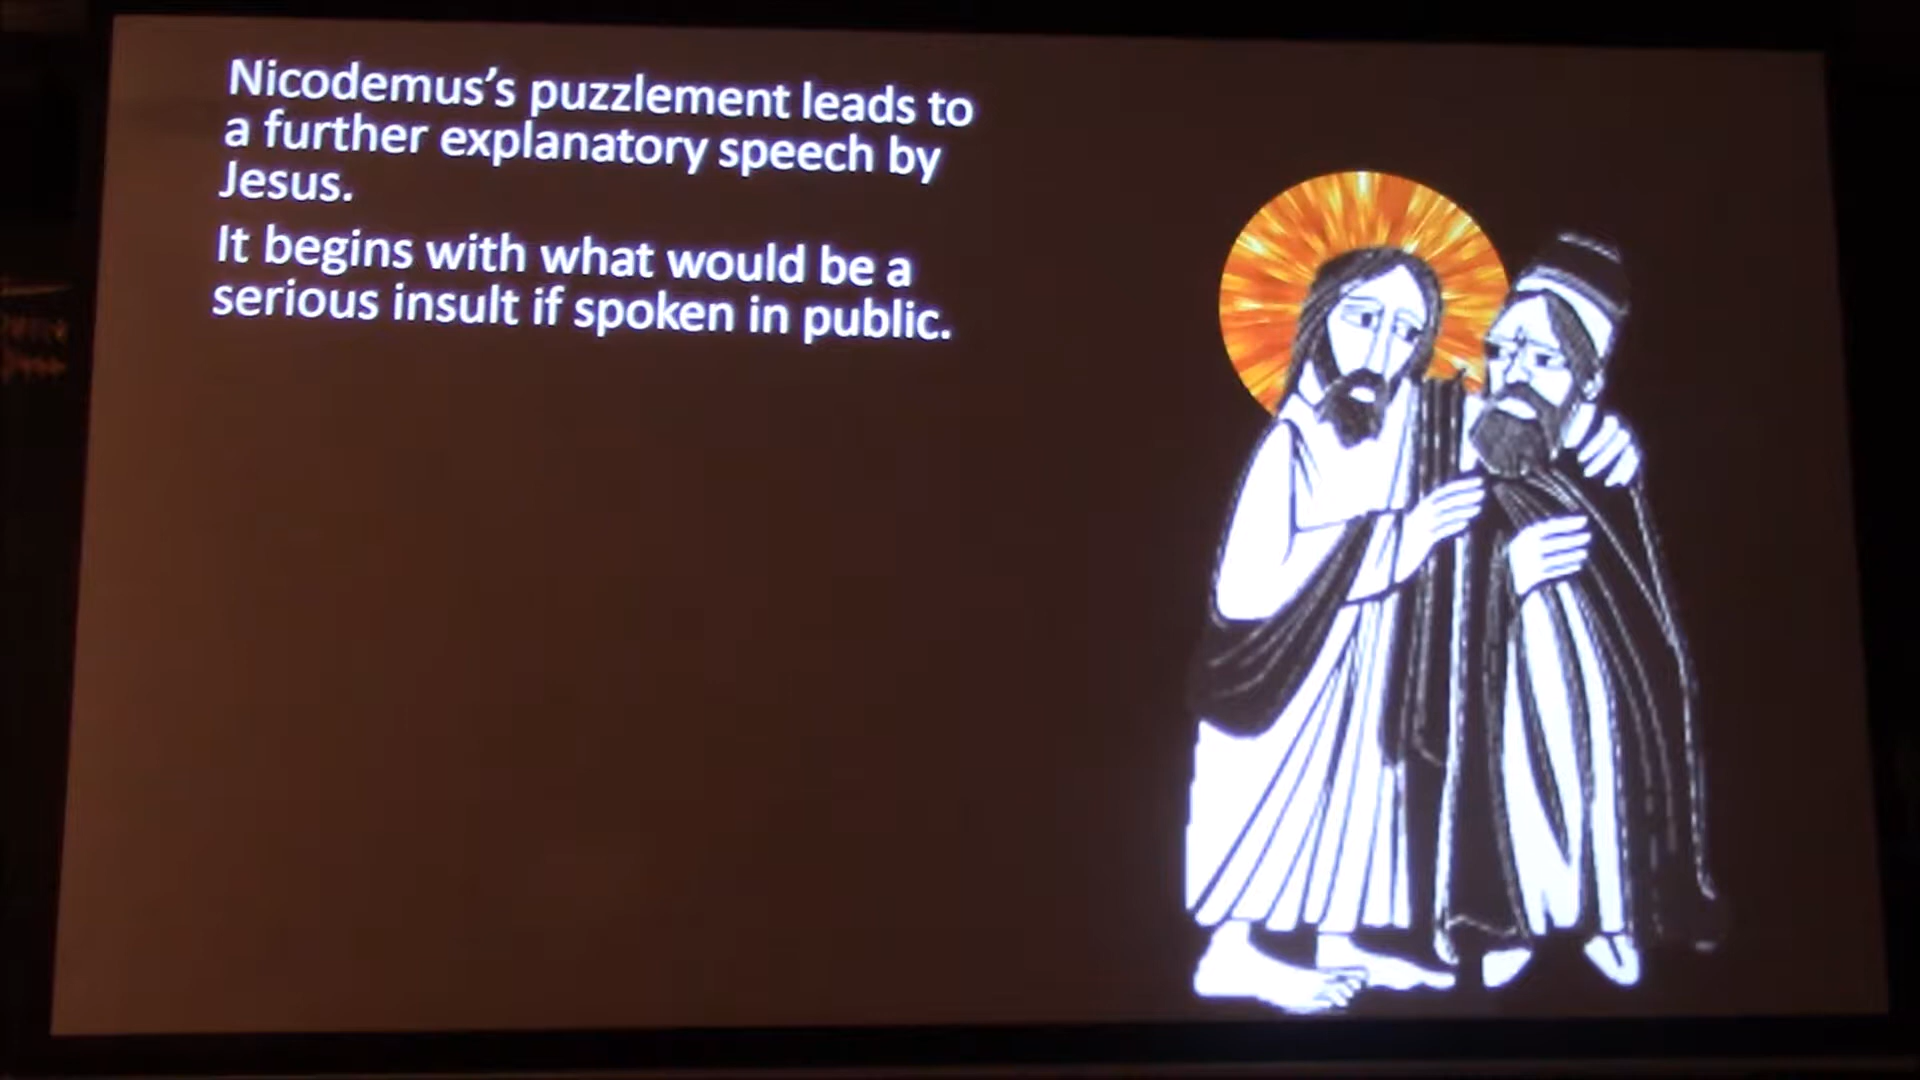 Nicodemus’s puzzlement leads to
a further explanatory speech by
Jesus.
It begins with what would be a
serious insult if spoken in public.